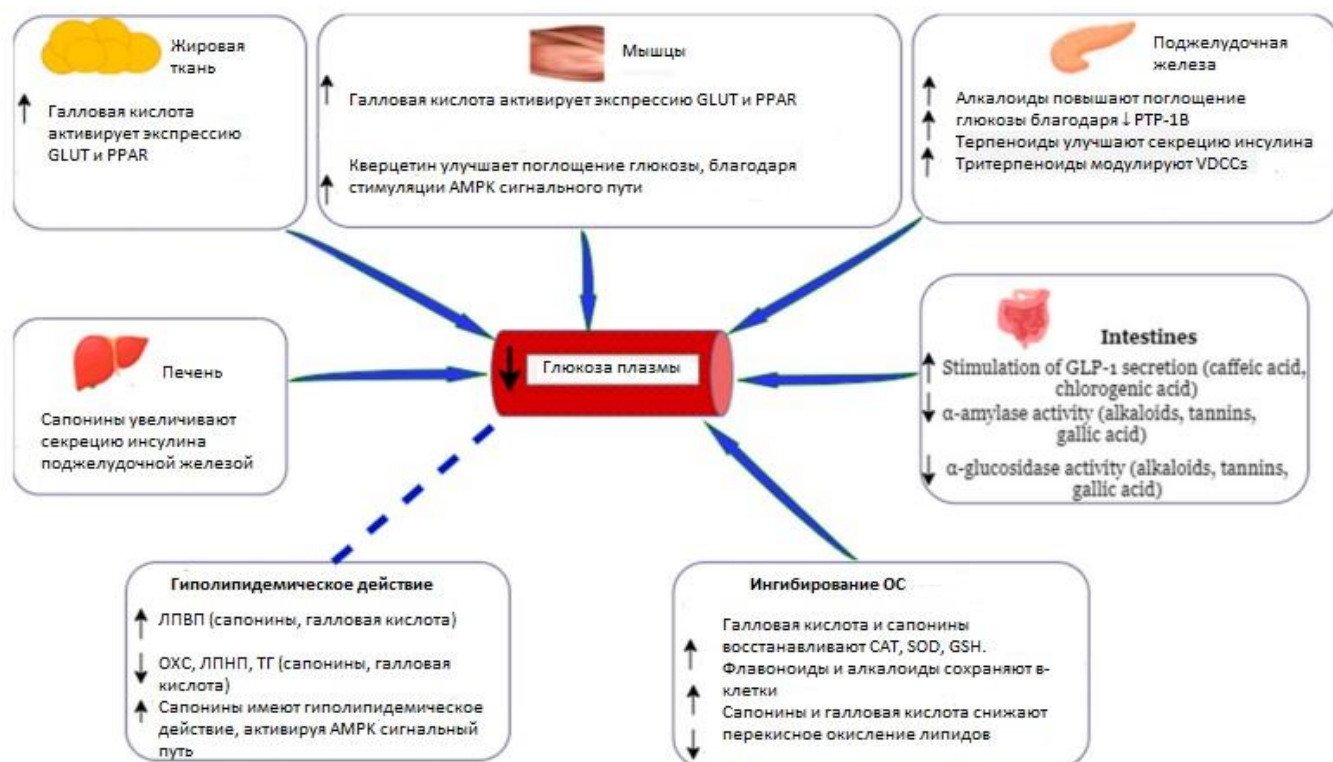 Жировая
ткань
Галловая кислота
активирует экспрессию
GLUT и PPAR
Мышцы
Галловая кислота активирует экспрессию GLUT и PPAR
Кверцетин улучшает поглощение глюкозы, благодаря
стимуляции AMPK сигнального пути
Поджелудочная
железа
Алкалоиды повышают поглощение
глюкозы благодаря ↓ PTP-1B
Терпеноиды улучшают секрецию инсулина
Тритерпеноиды модулируют VDCCs
Печень
Сапонины увеличивают
секрецию инсулина
поджелудочной железой
Глюкоза плазмы
Intestines
Stimulation of GLP-1 secretion (caffeic acid,
chlorogenic acid)
α-amylase activity (alkaloids, tannins,
gallic acid)
α-glucosidase activity (alkaloids, tannins,
gallic acid)
Гиполипидемическое действие
ЛПВП (сапонины, галловая кислота)
ОХС, ЛПНП, ТГ (сапонины, галловая
кислота)
Сапонины имеют гиполипидемическое
действие, активируя AMPK сигнальный
путь
Ингибирование ОС
Галловая кислота и сапонины
восстанавливают CAT, SOD, GSH.
Флавоноиды и алкалоиды сохраняют в-
клетки
Сапонины и галловая кислота снижают
перекисное окисление липидов